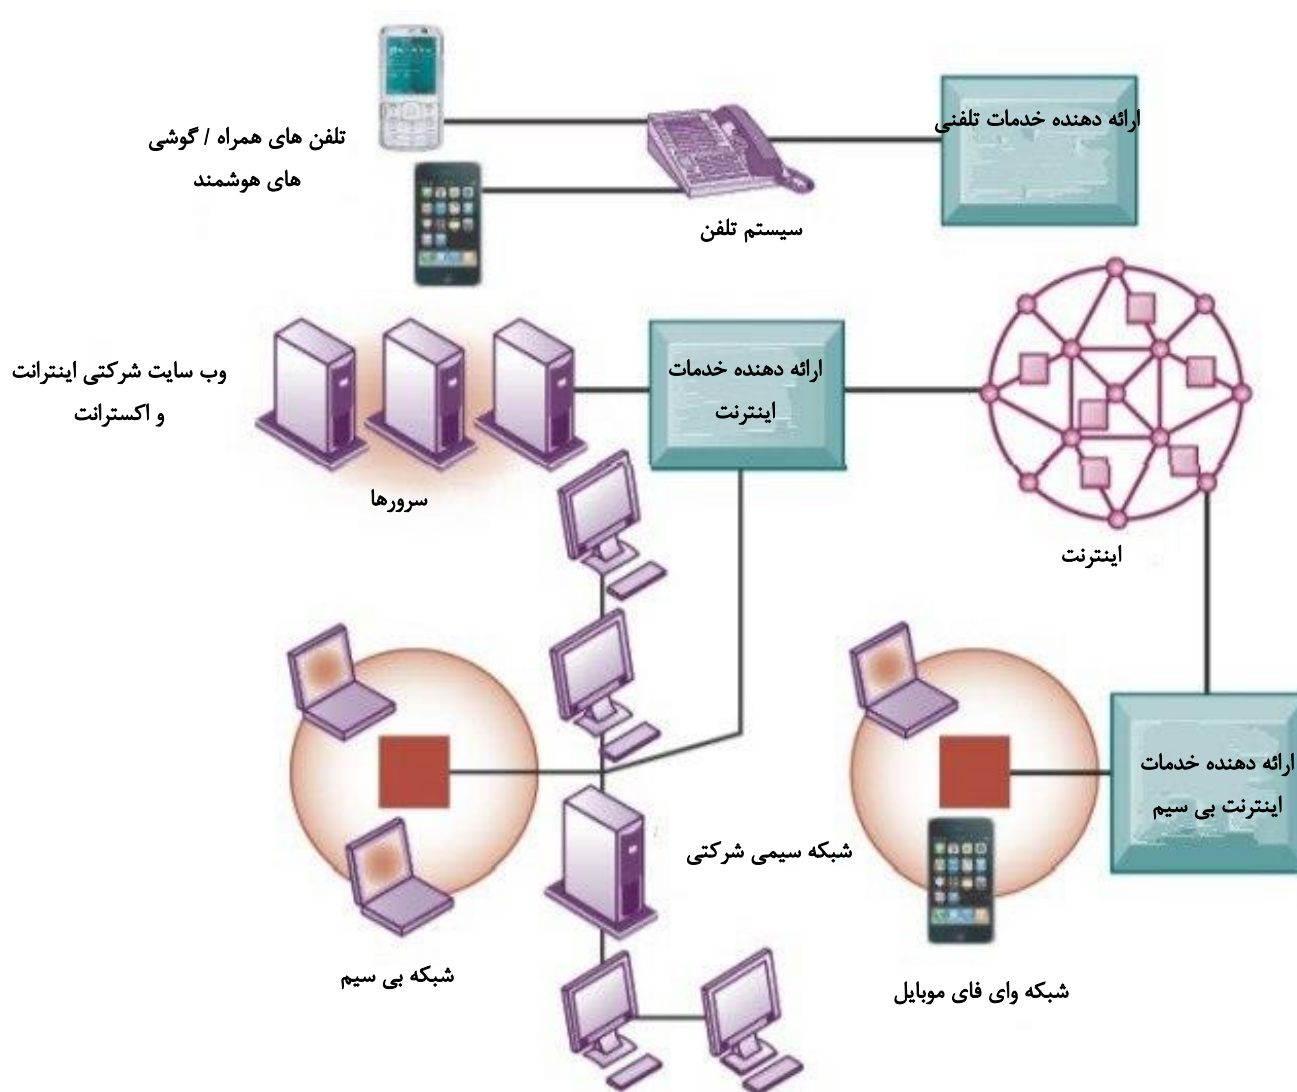 ارائه دهنده خدمات تلفنی
تلفن های همراه / گوشی
های هوشمند
سیستم تلفن
وب سایت شرکتی اینترانت
و اکسترانت
ارائه دهنده خدمات
اینترنت
سرورها
اینترنت
ارائه دهنده خدمات
اینترنت بی سیم
شبکه سیمی شرکتی
شبکه بی سیم
شبکه وای فای موبایل